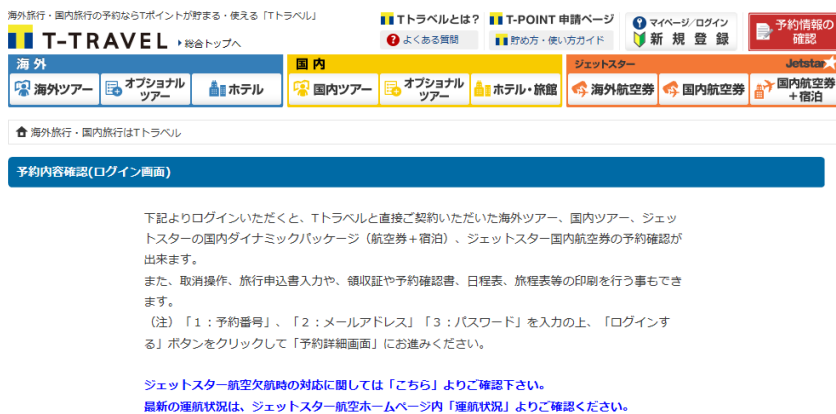 海外旅行・国内旅行の予約ならTポイントが貯まる・使える「Tトラベル」
T-TRAVEL 総合トップへ
Tトラベルとは? T-POINT 申請ページ
よくある質問 貯め方・使い方ガイド
マイページ/ログイン
新規登録
予約情報の
確認
海外
海外ツアー
オプショナル
ツアー
ホテル
国内
国内ツアー
オプショナル
ツアー
ホテル・旅館
ジェットスター Jetstar
海外航空券
国内航空券
国内航空券
+宿泊
海外旅行・国内旅行はTトラベル
予約内容確認(ログイン画面)
下記よりログインいただくと、Tトラベルと直接ご契約いただいた海外ツアー、国内ツアー、ジェッ
トスターの国内ダイナミックパッケージ（航空券+宿泊）、ジェットスター国内航空券の予約確認が
出来ます。
また、取消操作、旅行申込書入力や、領収証や予約確認書、日程表、旅程表等の印刷を行う事もでき
ます。
（注）「1：予約番号」、「2：メールアドレス」「3：パスワード」を入力の上、「ログインす
る」ボタンをクリックして「予約詳細画面」にお進みください。
ジェットスター航空欠航時の対応に関しては「こちら」よりご確認下さい。
最新の運航状況は、ジェットスター航空ホームページ内「運航状況」よりご確認ください。